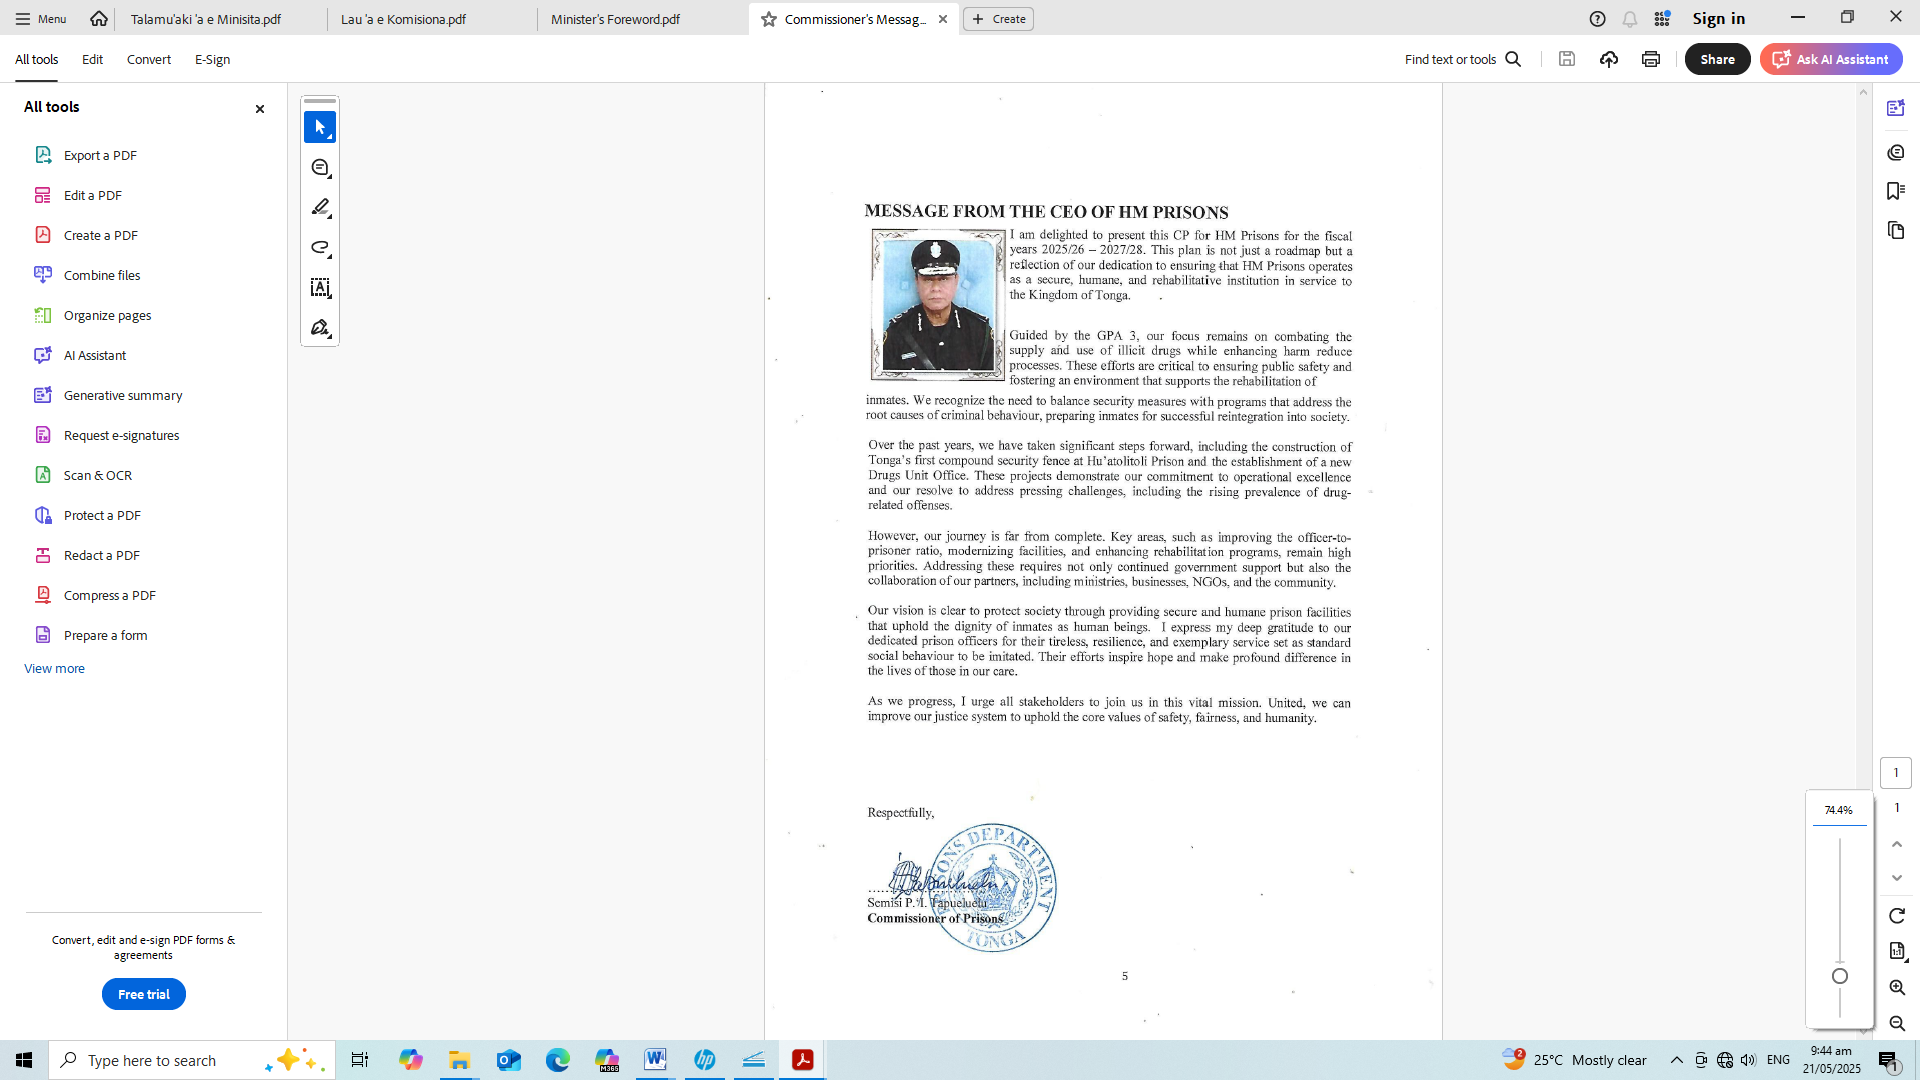 Menu
Talamu'aki 'a e Minisita.pdf
Lau 'a e Komisiona.pdf
Minister's Foreword.pdf
Commissioner's Messag...
Create
Sign in
All tools
Edit
Convert
E-Sign
Find text or tools
Share
Ask AI Assistant
All tools
Export a PDF
Edit a PDF
Create a PDF
Combine files
Organize pages
AI Assistant
Generative summary
Request e-signatures
Scan & OCR
Protect a PDF
Redact a PDF
Compress a PDF
Prepare a form
View more
Convert, edit and e-sign PDF forms &
agreements
Free trial
MESSAGE FROM THE CEO OF HM PRISONS
I am delighted to present this CP for HM Prisons for the fiscal
years 2025/26 – 2027/28. This plan is not just a roadmap but a
reflection of our dedication to ensuring that HM Prisons operates
as a secure, humane, and rehabilitative institution in service to
the Kingdom of Tonga.
Guided by the GPA 3, our focus remains on combating the
supply and use of illicit drugs while enhancing harm reduce
processes. These efforts are critical to ensuring public safety and
fostering an environment that supports the rehabilitation of
inmates. We recognize the need to balance security measures with programs that address the
root causes of criminal behaviour, preparing inmates for successful reintegration into society.
Over the past years, we have taken significant steps forward, including the construction of
Tonga's first compound security fence at Hu'atolitoli Prison and the establishment of a new
Drugs Unit Office. These projects demonstrate our commitment to operational excellence
and our resolve to address pressing challenges, including the rising prevalence of drug-
related offenses.
However, our journey is far from complete. Key areas, such as improving the officer-to-
prisoner ratio, modernizing facilities, and enhancing rehabilitation programs, remain high
priorities. Addressing these requires not only continued government support but also the
collaboration of our partners, including ministries, businesses, NGOs, and the community.
Our vision is clear to protect society through providing secure and humane prison facilities
that uphold the dignity of inmates as human beings. I express my deep gratitude to our
dedicated prison officers for their tireless, resilience, and exemplary service set as standard
social behaviour to be imitated. Their efforts inspire hope and make profound difference in
the lives of those in our care.
As we progress, I urge all stakeholders to join us in this vital mission. United, we can
improve our justice system to uphold the core values of safety, fairness, and humanity.
Respectfully,
PRISONS DEPARTMENT
TONGA
Semisi P. 'I. Tapueluelu
Commissioner of Prisons
5
1
1
74.4%
Type here to search
M365
2
25°C Mostly clear
ENG
9:44 am
21/05/2025
1